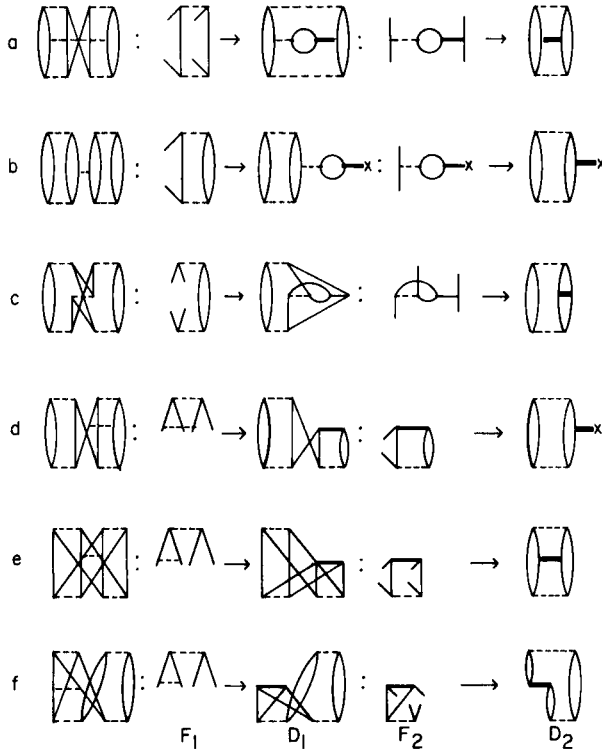 a : → : →
b : → x : x → x
c : → : →
d : → : → x
e : → : →
f : → : →
F₁ D₁ F₂ D₂